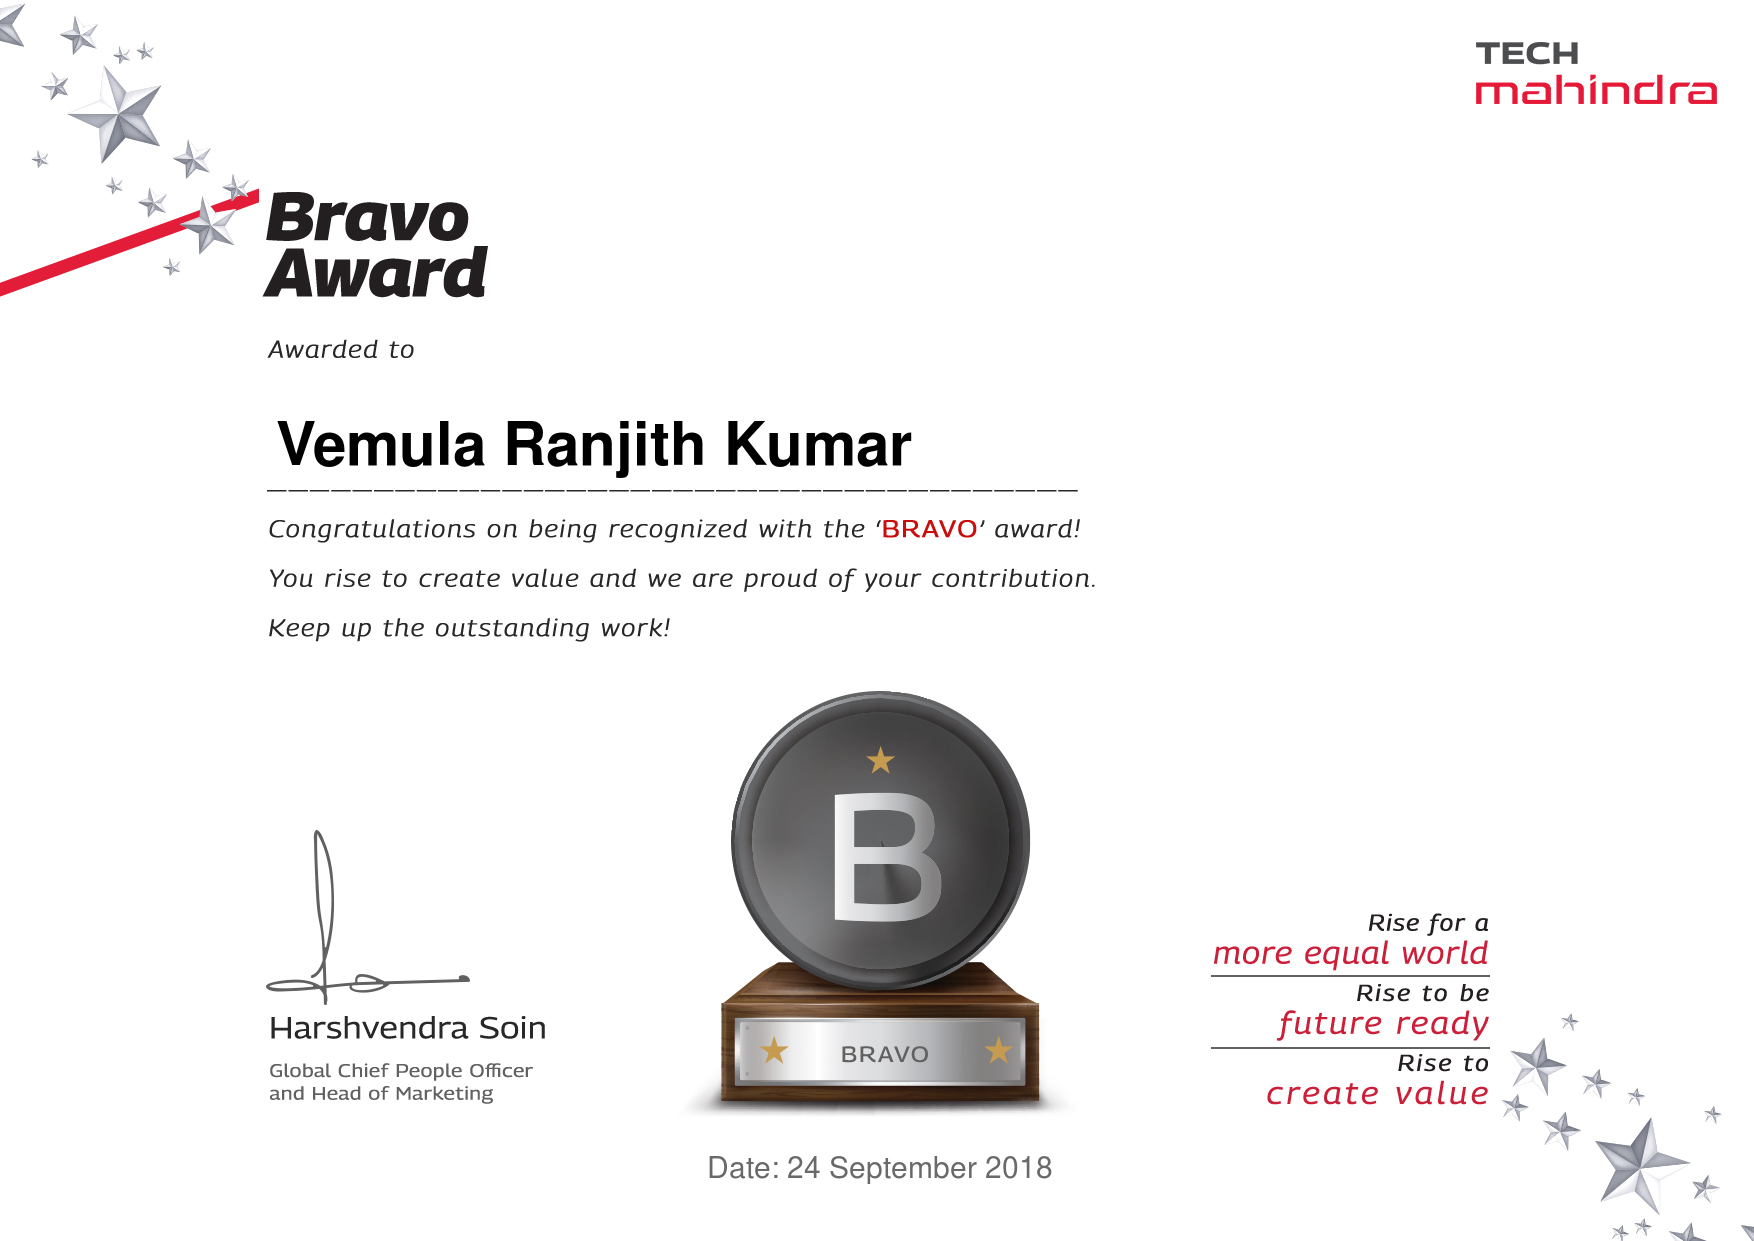 TECH
mahindra
Bravo
Award
Awarded to
Vemula Ranjith Kumar
Congratulations on being recognized with the ‘BRAVO’ award!
You rise to create value and we are proud of your contribution.
Keep up the outstanding work!
B
BRAVO
Harshvendra Soin
Global Chief People Officer
and Head of Marketing
Rise for a
more equal world
Rise to be
future ready
Rise to
create value
Date: 24 September 2018